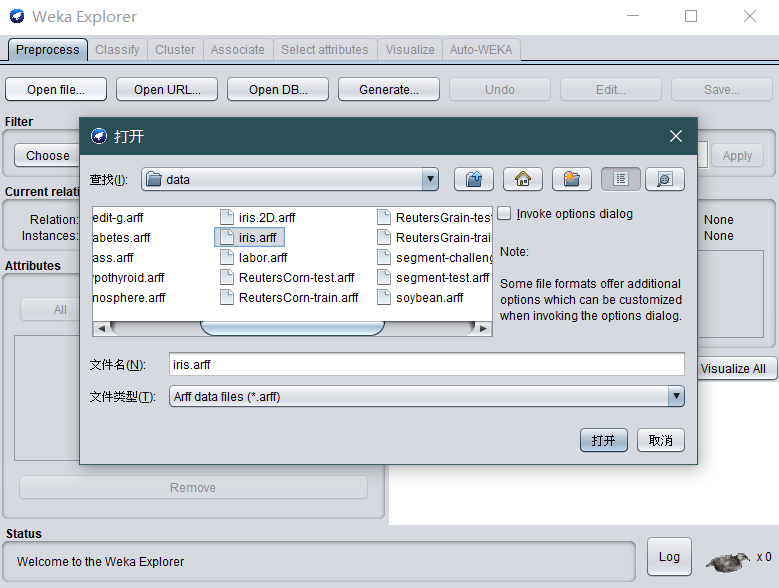 Weka Explorer
Preprocess Classify Cluster Associate Select attributes Visualize Auto-WEKA
Open file... Open URL... Open DB... Generate... Undo Edit... Save...
Filter
打开
Choose Apply
查找(I): data
Current relati
edit-g.arff iris.2D.arff ReutersGrain-test
Invoke options dialog
Relation: None
abetes.arff iris.arff ReutersGrain-trai
Instances: None
ass.arff labor.arff segment-challeng
Note:
Attributes
pothyroid.arff ReutersCorn-test.arff segment-test.arff
Some file formats offer additional
options which can be customized
when invoking the options dialog.
nosphere.arff ReutersCorn-train.arff soybean.arff
All
文件名(N): iris.arff
Visualize All
文件类型(T): Arff data files (*.arff)
打开 取消
Remove
Status
Welcome to the Weka Explorer
Log
x 0